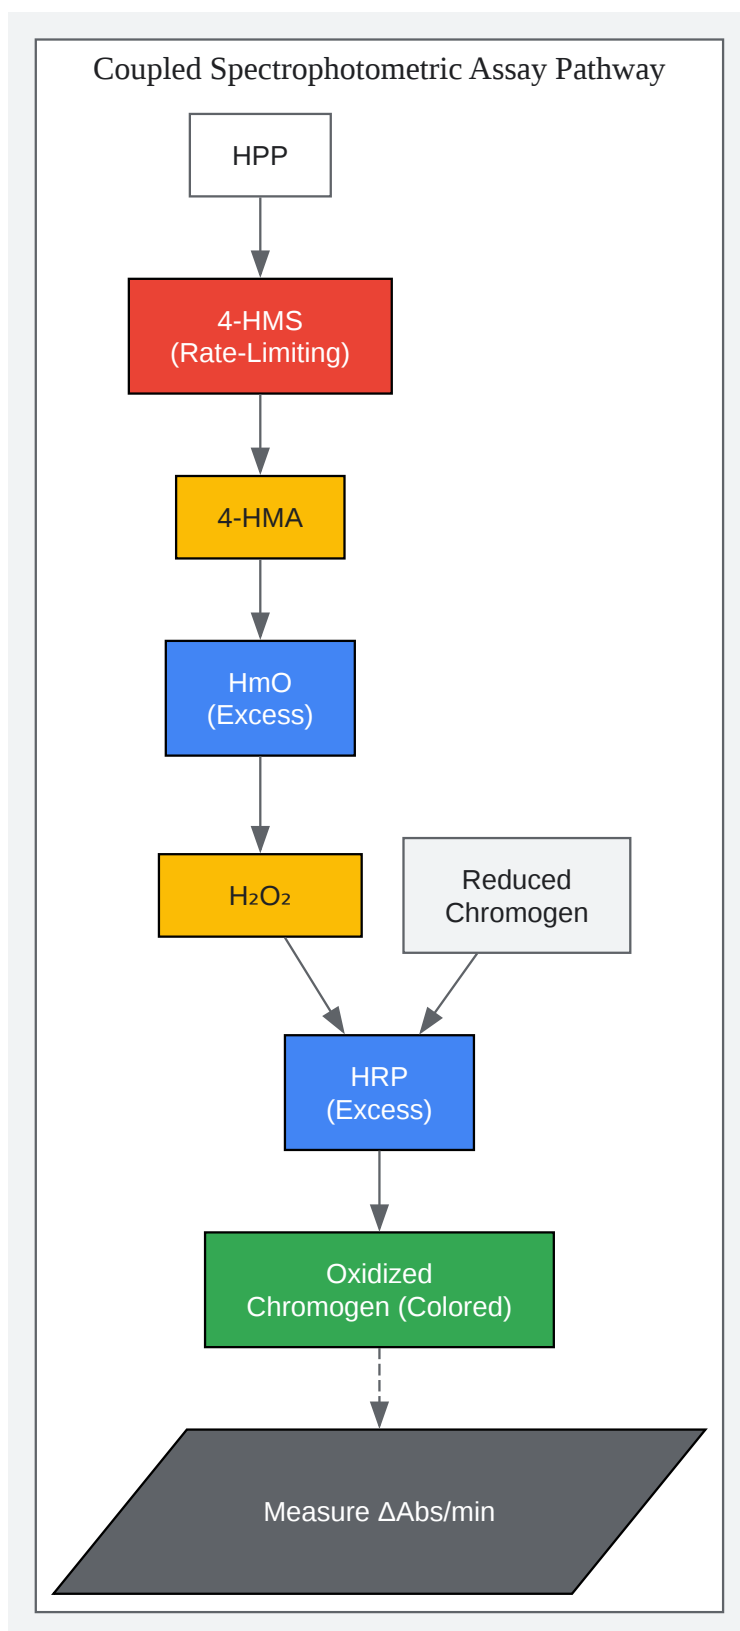 Coupled Spectrophotometric Assay Pathway
HPP
4-HMS
(Rate-Limiting)
4-HMA
HmO
(Excess)
H₂O₂
Reduced
Chromogen
HRP
(Excess)
Oxidized
Chromogen (Colored)
Measure ΔAbs/min